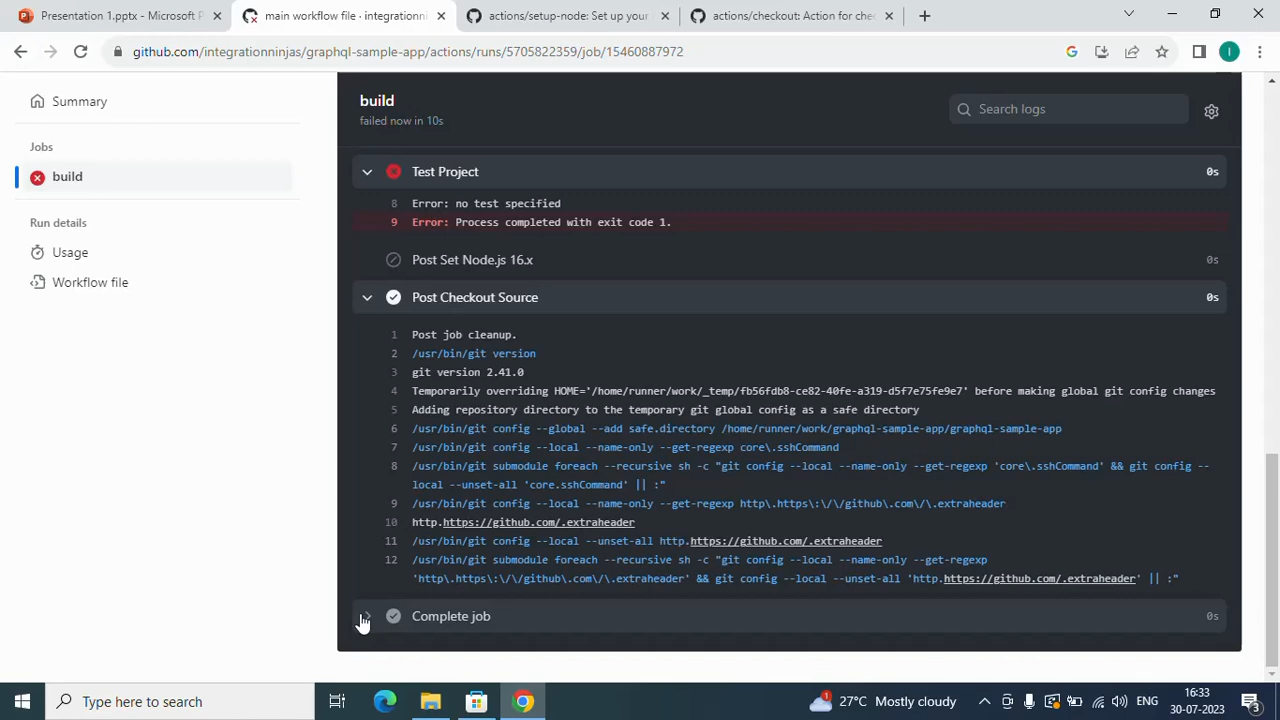 Presentation 1.pptx - Microsoft P
main workflow file · integrationni
actions/setup-node: Set up your
actions/checkout: Action for chec
github.com/integrationninjas/graphql-sample-app/actions/runs/5705822359/job/15460887972
I
Summary
Jobs
build
Run details
Usage
Workflow file
build
failed now in 10s
Search logs
Test Project 0s
8 Error: no test specified
9 Error: Process completed with exit code 1.
Post Set Node.js 16.x 0s
Post Checkout Source 0s
1 Post job cleanup.
2 /usr/bin/git version
3 git version 2.41.0
4 Temporarily overriding HOME='/home/runner/work/_temp/fb56fdb8-ce82-40fe-a319-d5f7e75fe9e7' before making global git config changes
5 Adding repository directory to the temporary git global config as a safe directory
6 /usr/bin/git config --global --add safe.directory /home/runner/work/graphql-sample-app/graphql-sample-app
7 /usr/bin/git config --local --name-only --get-regexp core\.sshCommand
8 /usr/bin/git submodule foreach --recursive sh -c "git config --local --name-only --get-regexp 'core\.sshCommand' && git config --
local --unset-all 'core.sshCommand' || :"
9 /usr/bin/git config --local --name-only --get-regexp http\.https\:\/\/github\.com\/\.extraheader
10 http.https://github.com/.extraheader
11 /usr/bin/git config --local --unset-all http.https://github.com/.extraheader
12 /usr/bin/git submodule foreach --recursive sh -c "git config --local --name-only --get-regexp
'http\.https\:\/\/github\.com\/\.extraheader' && git config --local --unset-all 'http.https://github.com/.extraheader' || :"
Complete job 0s
Type here to search
1
27°C Mostly cloudy
ENG
16:33
30-07-2023
3